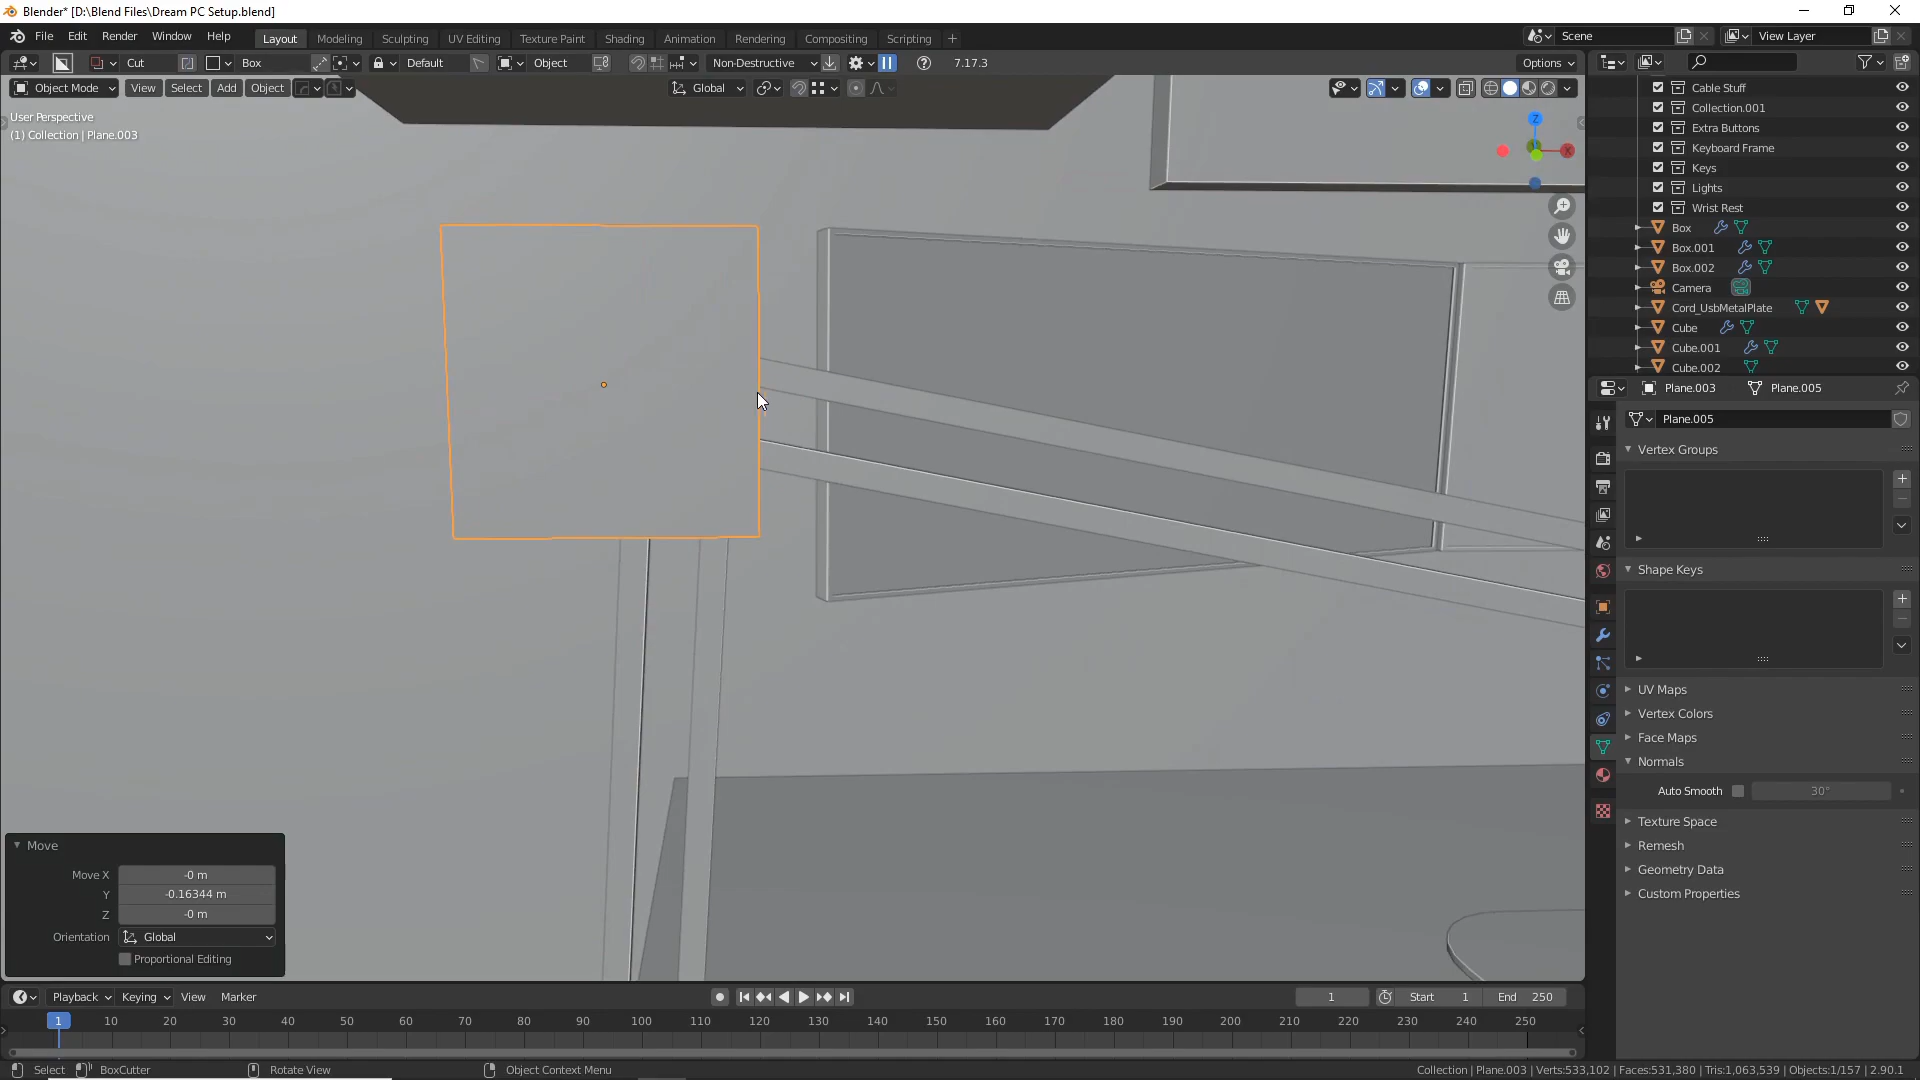 Blender* [D:\Blend Files\Dream PC Setup.blend]
File Edit Render Window Help Layout Modeling Sculpting UV Editing Texture Paint Shading Animation Rendering Compositing Scripting Scene View Layer
Cut Box Default Object Non-Destructive 7.17.3 Options
Object Mode View Select Add Object Global
User Perspective
(1) Collection | Plane.003
Z
X
Cable Stuff
Collection.001
Extra Buttons
Keyboard Frame
Keys
Lights
Wrist Rest
Box
Box.001
Box.002
Camera
Cord_UsbMetalPlate
Cube
Cube.001
Cube.002
Plane.003 Plane.005
Plane.005
Vertex Groups
Shape Keys
UV Maps
Vertex Colors
Face Maps
Normals
Auto Smooth 30°
Texture Space
Remesh
Geometry Data
Custom Properties
Move
Move X -0 m
Y -0.16344 m
Z -0 m
Orientation Global
Proportional Editing
Playback Keying View Marker 1 Start 1 End 250
1 10 20 30 40 50 60 70 80 90 100 110 120 130 140 150 160 170 180 190 200 210 220 230 240 250
Select BoxCutter Rotate View Object Context Menu Collection | Plane.003 | Verts:533,102 | Faces:531,380 | Tris:1,063,539 | Objects:1/157 | 2.90.1